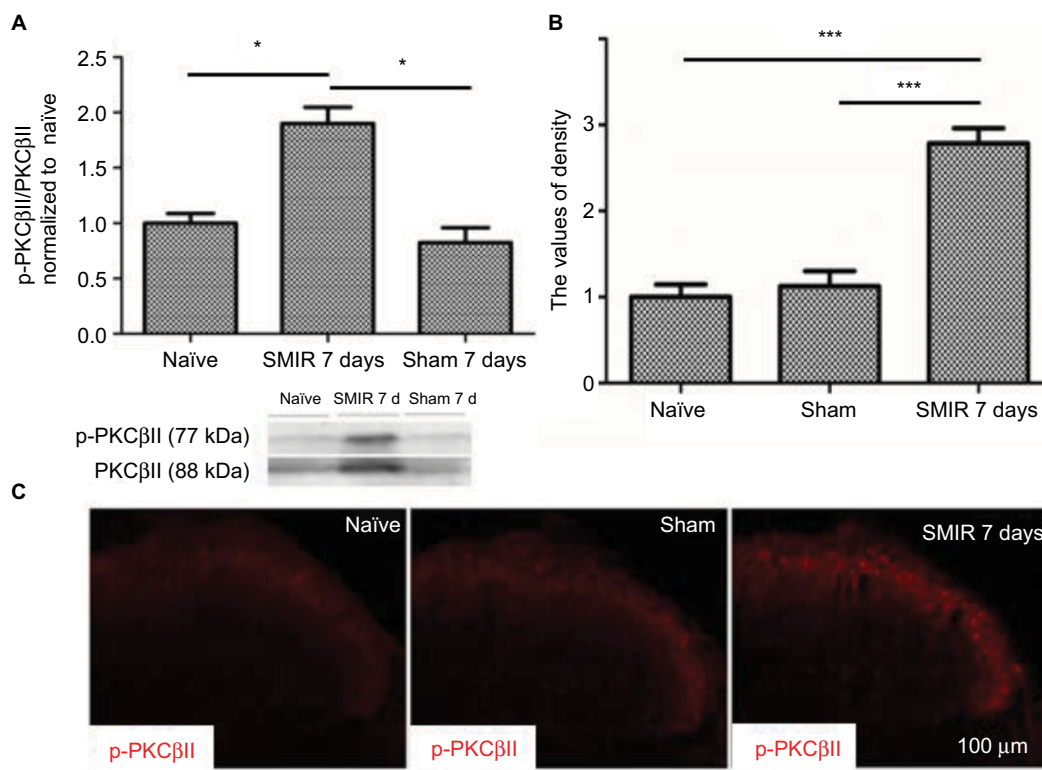 A
*
*
2.5
2.0
1.5
1.0
0.5
0.0
p-PKCβII/PKCβII
normalized to naïve
Naïve
SMIR 7 days
Sham 7 days
Naïve
SMIR 7 d
Sham 7 d
p-PKCβII (77 kDa)
PKCβII (88 kDa)
B
***
***
3
2
1
0
The values of density
Naïve
Sham
SMIR 7 days
C
Naïve
p-PKCβII
Sham
p-PKCβII
SMIR 7 days
p-PKCβII
100 μm